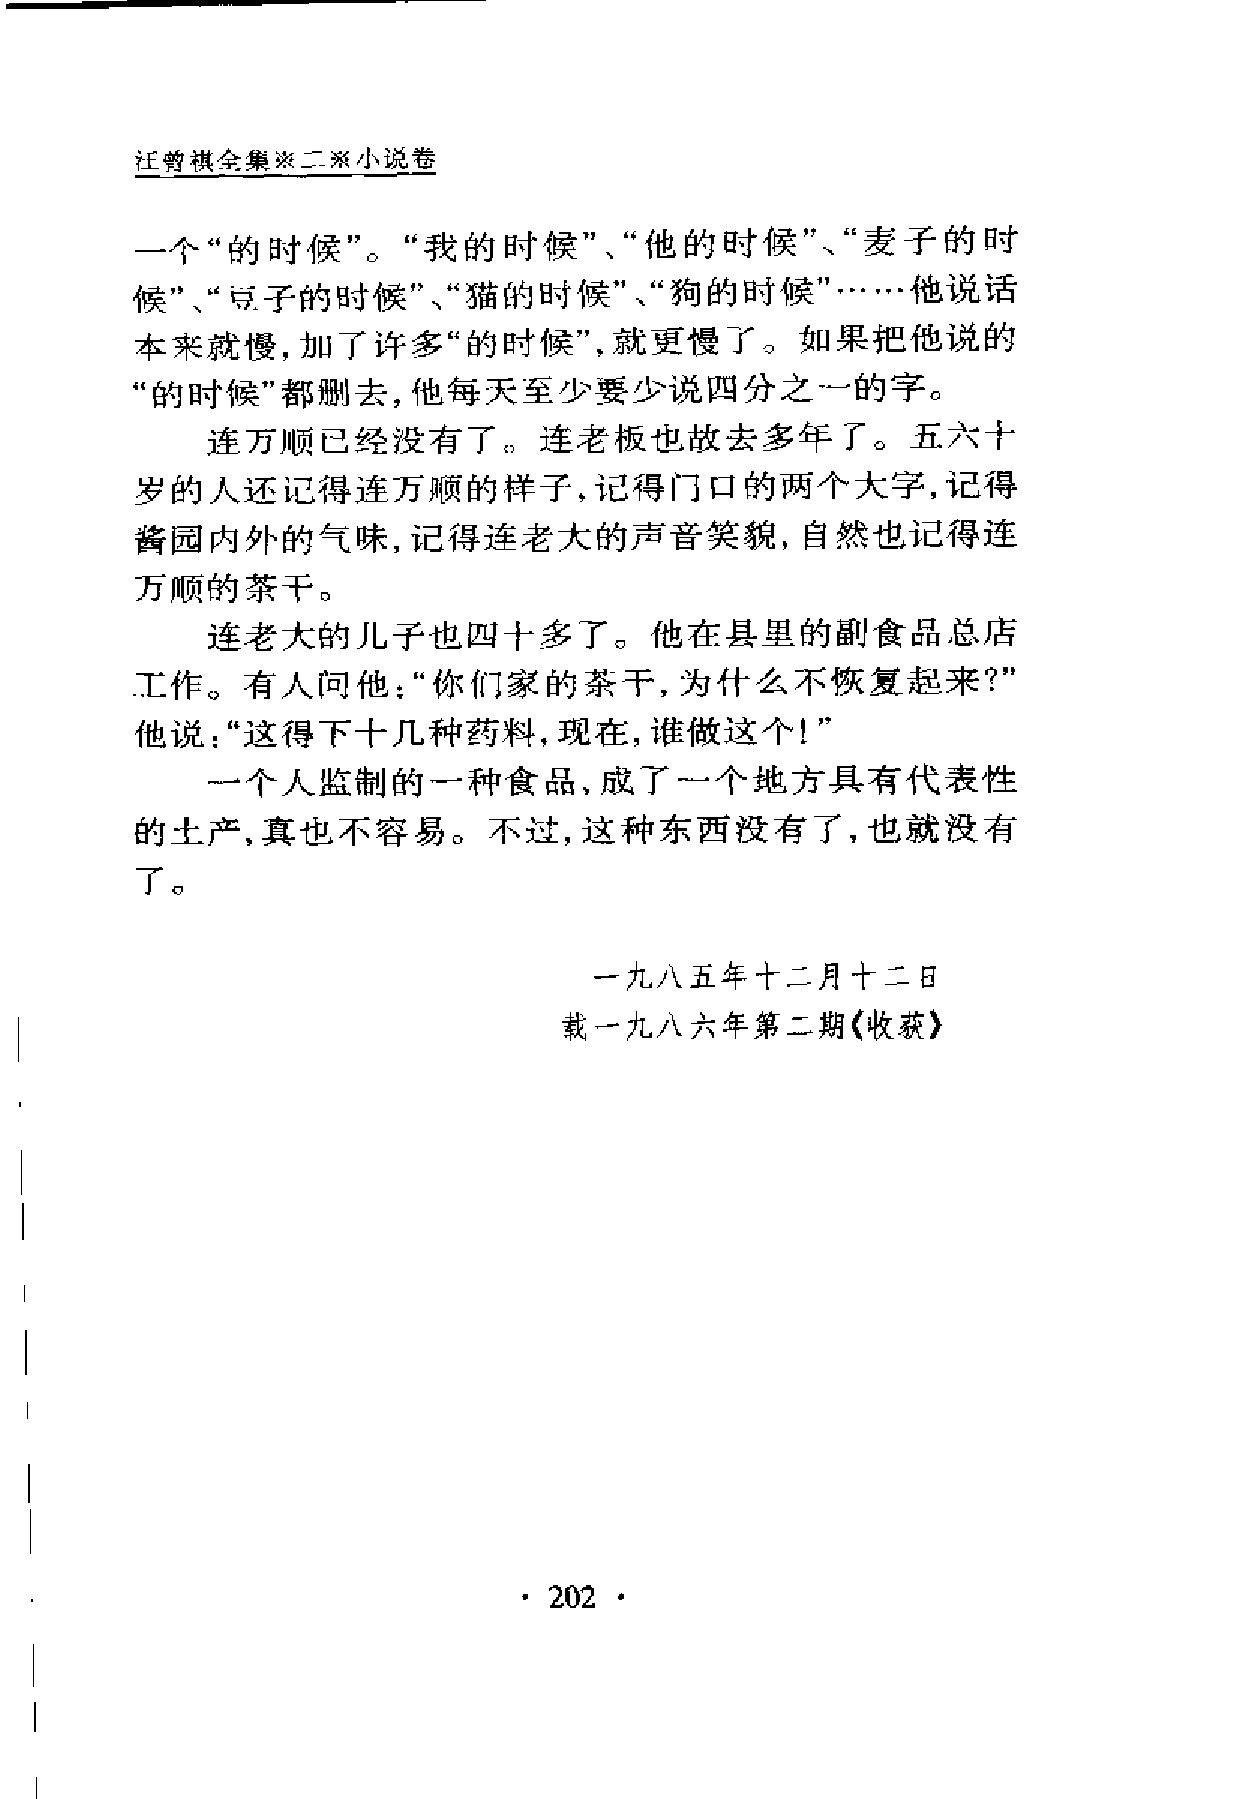 汪曾祺全集※二※小说卷
一个“的时候”。“我的时候”、“他的时候”、“麦子的时
候”、“豆子的时候”、“猫的时候”、“狗的时候”……他说话
本来就慢,加了许多“的时候”,就更慢了。如果把他说的
“的时候”都删去,他每天至少要少说四分之一的字。
连万顺已经没有了。连老板也故去多年了。五六十
岁的人还记得连万顺的样子,记得门口的两个大字,记得
酱园内外的气味,记得连老大的声音笑貌,自然也记得连
万顺的茶干。
连老大的儿子也四十多了。他在县里的副食品总店
工作。有人问他:“你们家的茶干,为什么不恢复起来?”
他说:“这得下十几种药料,现在,谁做这个!”
一个人监制的一种食品,成了一个地方具有代表性
的土产,真也不容易。不过,这种东西没有了,也就没有
了。
一九八五年十二月十二日
载一九八六年第二期《收获》
· 202 ·